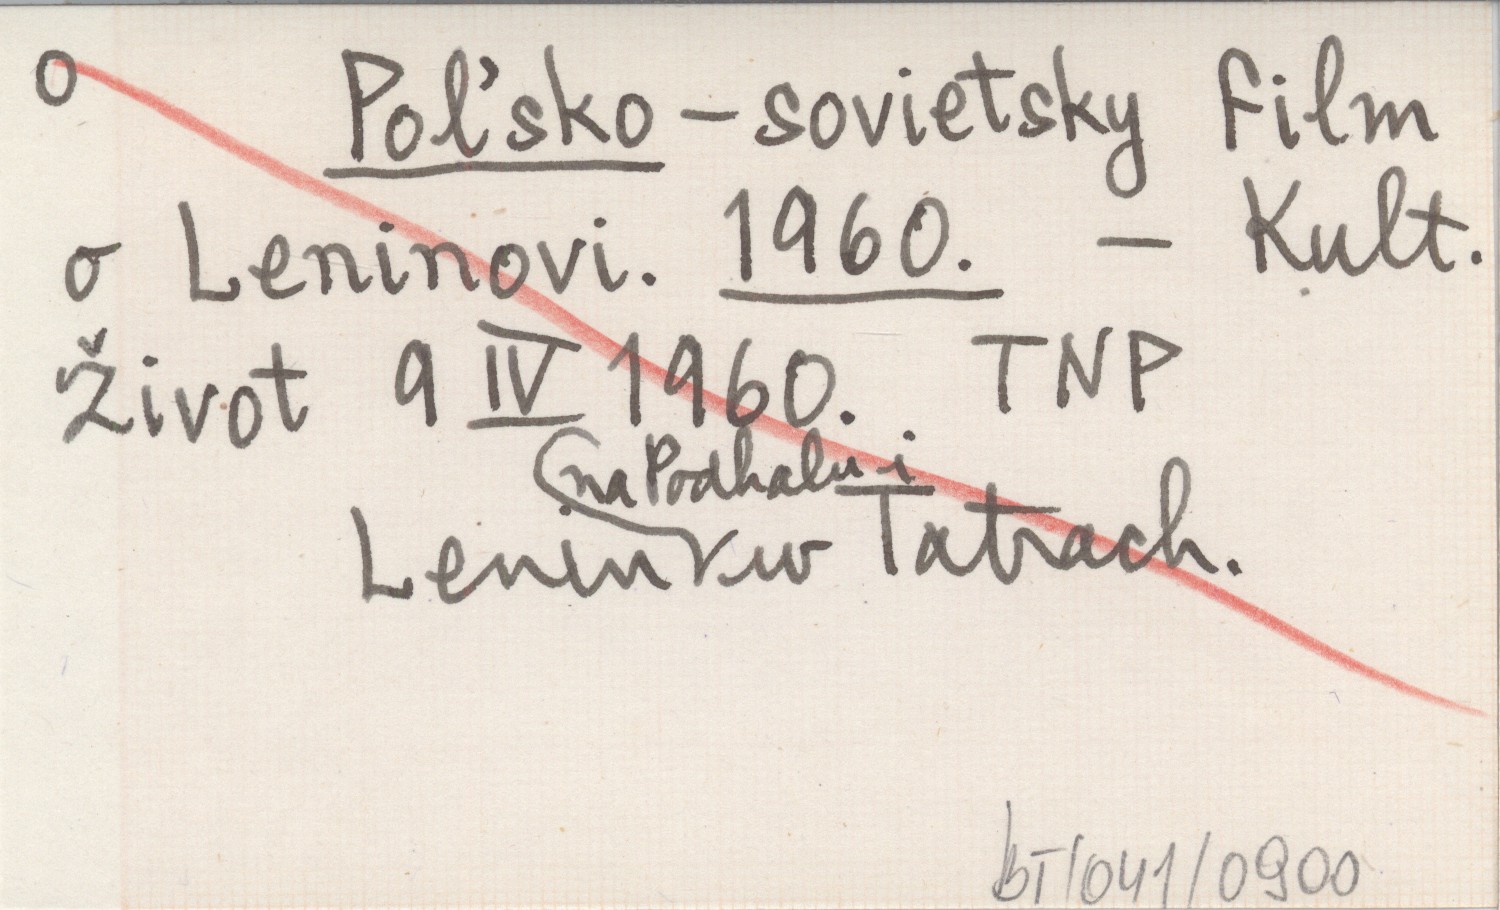 o Poľsko - sovietsky film
o Leninovi. 1960. - Kult.
Život 9 IV 1960. TNP
(na Podhalu i
Lenin w Tatrach.
bT/041/0900